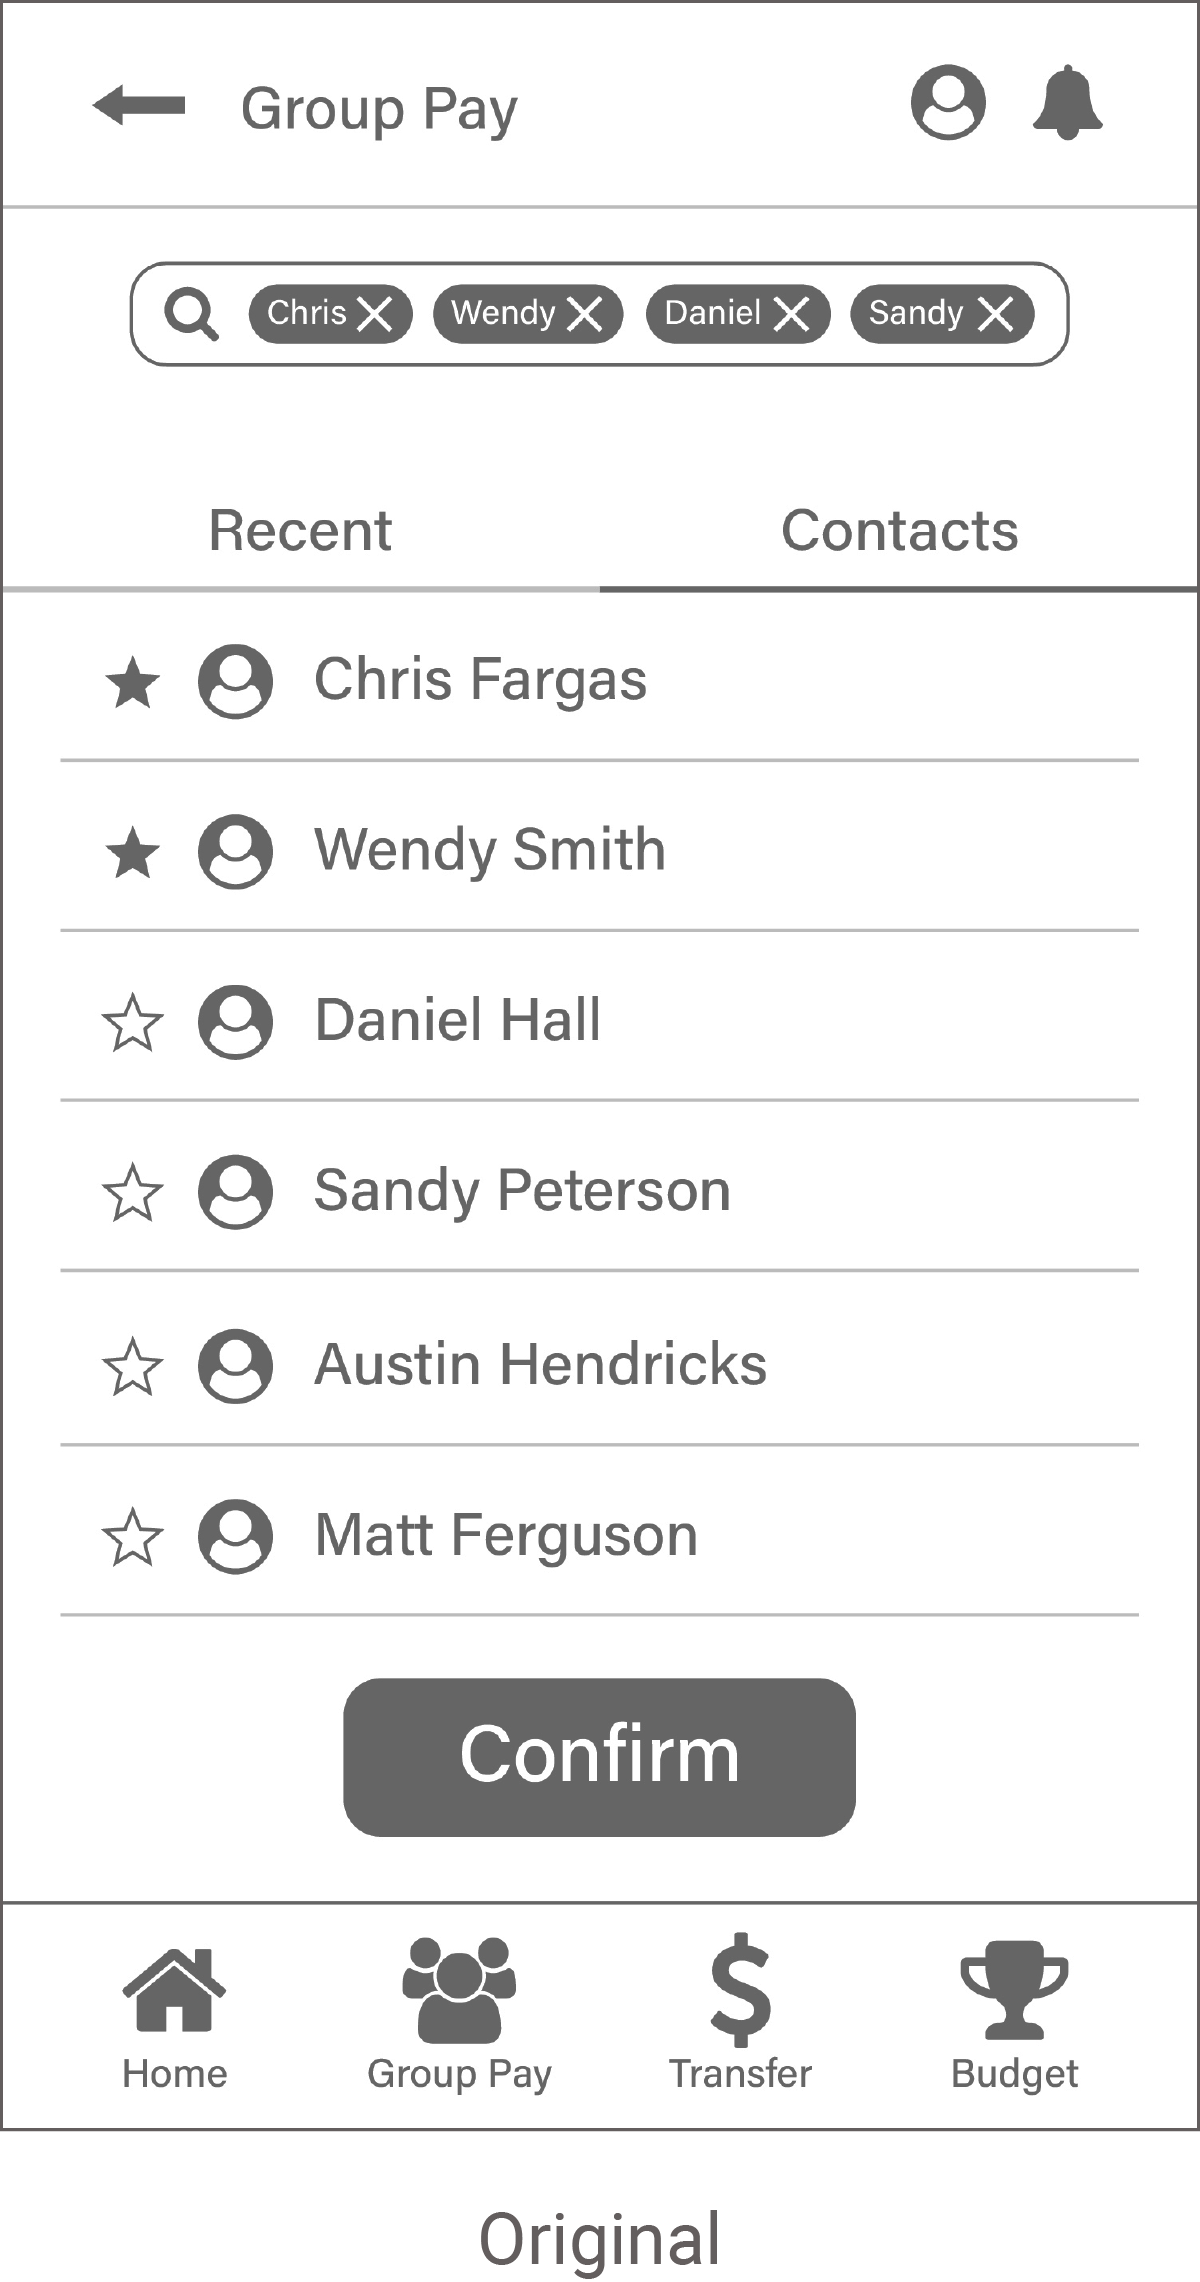 Group Pay
Chris Wendy Daniel Sandy
Recent Contacts
Chris Fargas
Wendy Smith
Daniel Hall
Sandy Peterson
Austin Hendricks
Matt Ferguson
Confirm
Home Group Pay Transfer Budget
Original